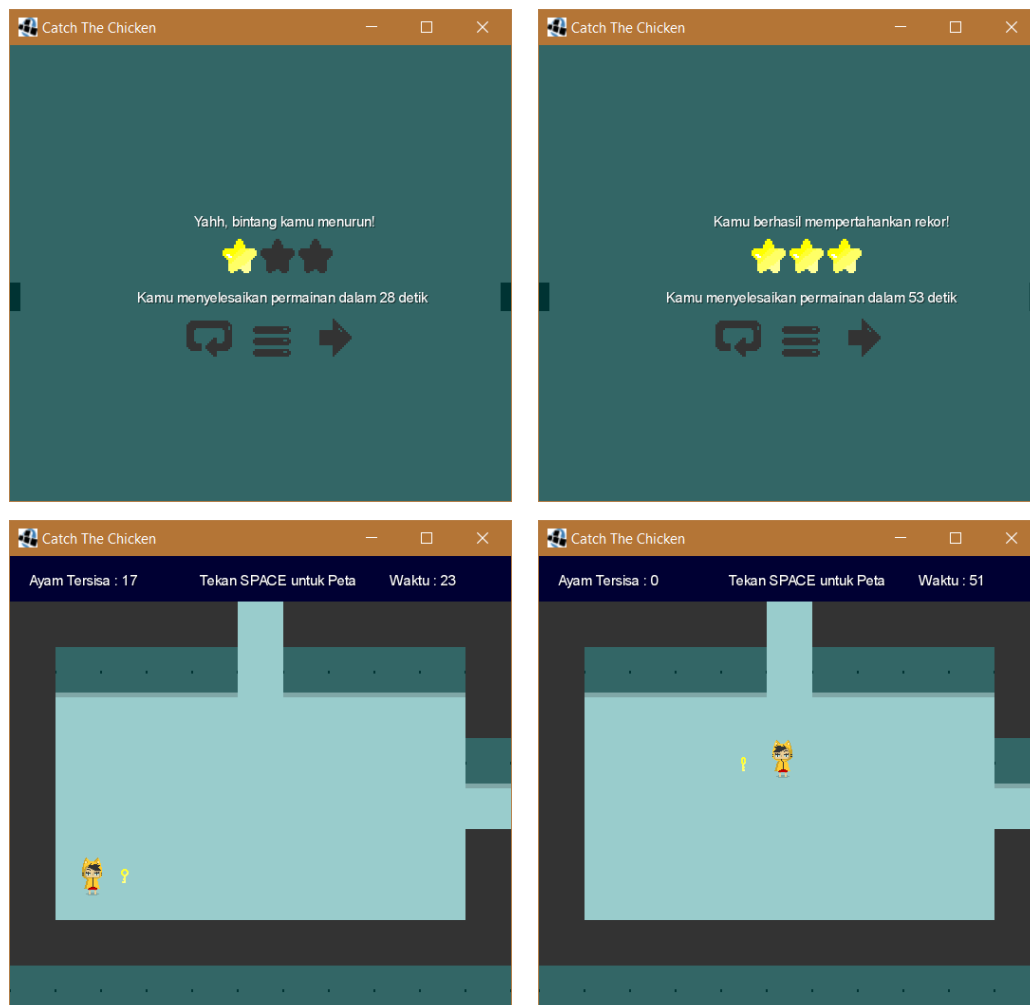 Catch The Chicken
Yahh, bintang kamu menurun!
Kamu menyelesaikan permainan dalam 28 detik
Catch The Chicken
Kamu berhasil mempertahankan rekor!
Kamu menyelesaikan permainan dalam 53 detik
Catch The Chicken
Ayam Tersisa : 17 Tekan SPACE untuk Peta Waktu : 23
Catch The Chicken
Ayam Tersisa : 0 Tekan SPACE untuk Peta Waktu : 51